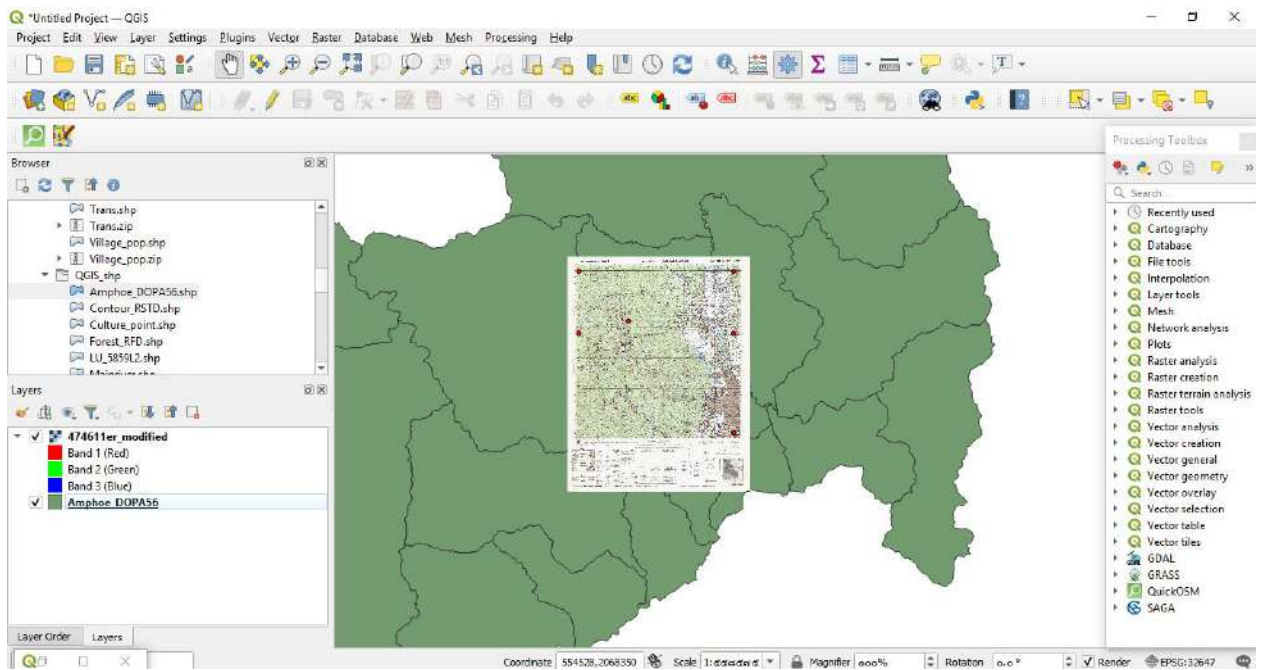 *Untitled Project — QGIS
Project Edit View Layer Settings Plugins Vector Raster Database Web Mesh Processing Help
Browser
Trans.shp
Trans.zip
Village_pop.shp
Village_pop.zip
QGIS_shp
Amphoe_DOPA56.shp
Contour_RSTD.shp
Culture_point.shp
Forest_RFD.shp
LU_5859L2.shp
Layers
474611er_modified
Band 1 (Red)
Band 2 (Green)
Band 3 (Blue)
Amphoe_DOPA56
Layer Order Layers
Processing Toolbox
Search...
Recently used
Cartography
Database
File tools
Interpolation
Layer tools
Mesh
Network analysis
Plots
Raster analysis
Raster creation
Raster terrain analysis
Raster tools
Vector analysis
Vector creation
Vector general
Vector geometry
Vector overlay
Vector selection
Vector table
Vector tiles
GDAL
GRASS
QuickOSM
SAGA
Coordinate 554528,2068350 Scale Magnifier ๑๐๐% Rotation ๐.๐ ° Render EPSG:32647